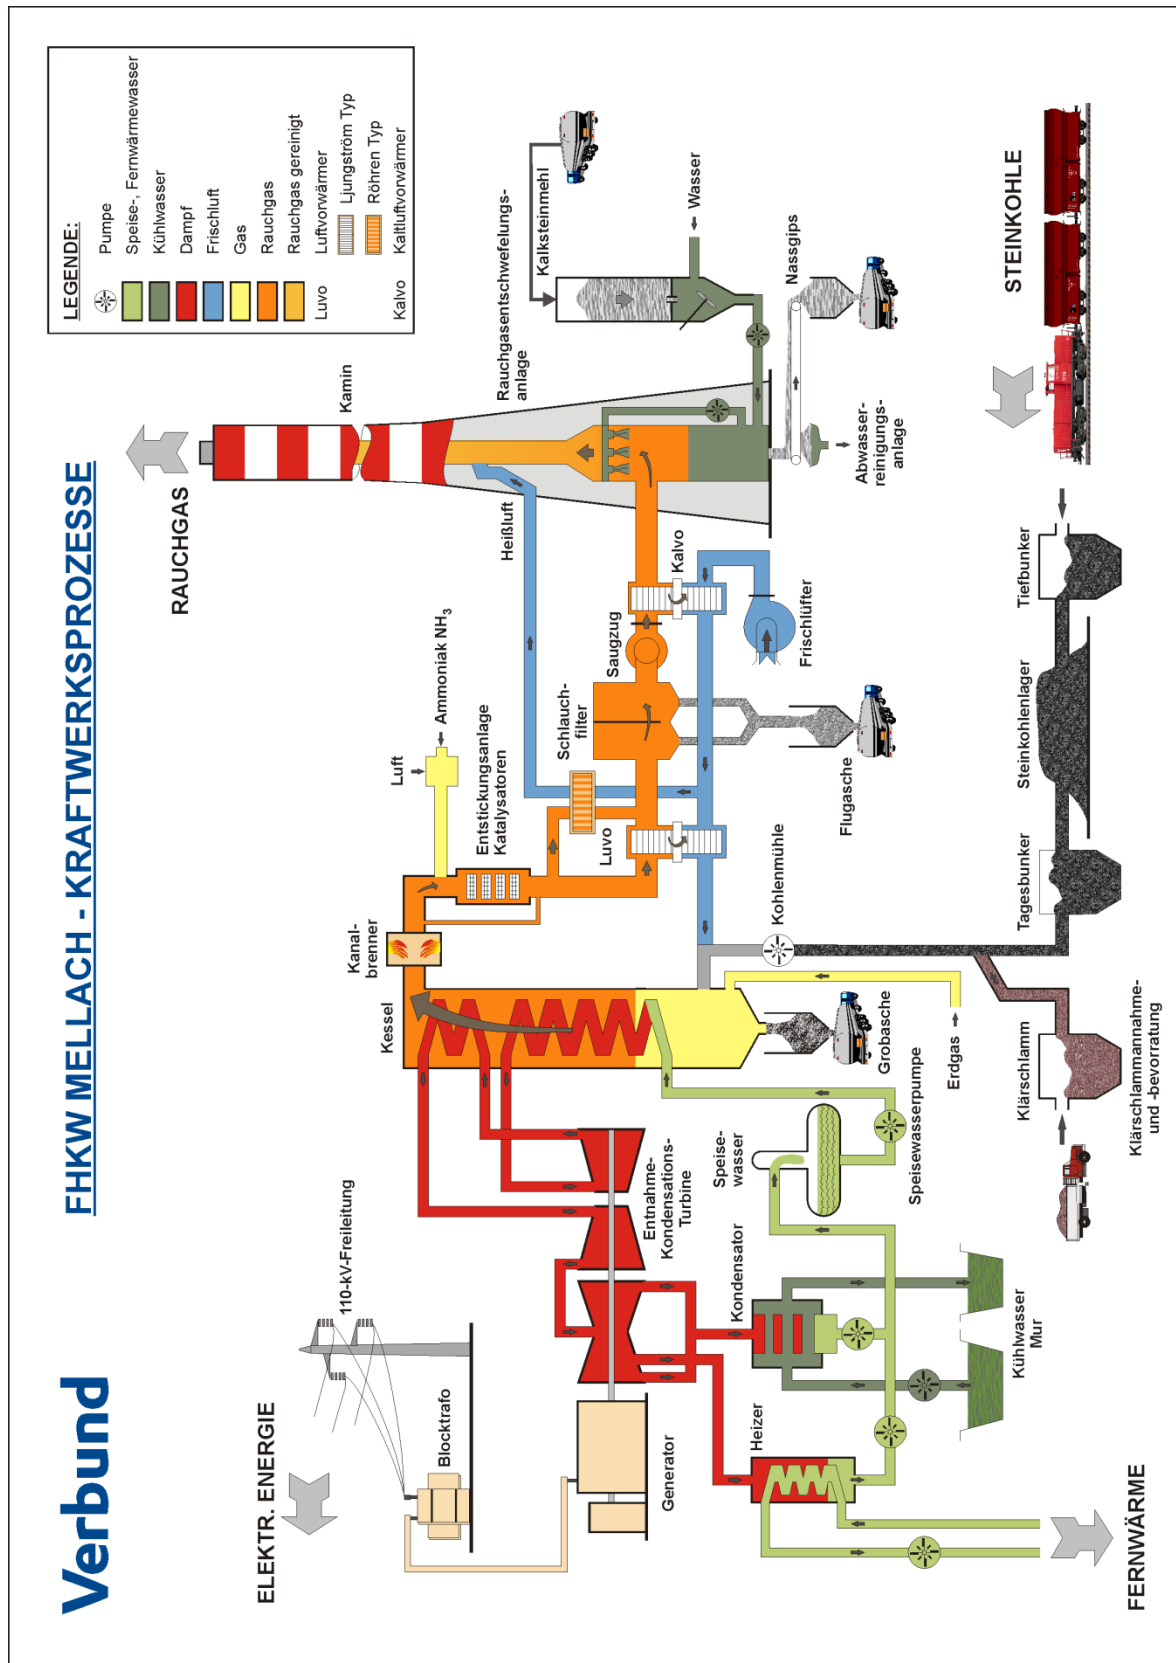 Verbund
FHKW MELLACH - KRAFTWERKSPROZESSE
ELEKTR. ENERGIE
110-kV-Freileitung
Blocktrafo
Generator
Entnahme-
Kondensations-
Turbine
Kessel
Kanal-
brenner
Luft
Ammoniak NH₃
Entstickungsanlage
Katalysatoren
Luvo
Schlauch-
filter
Saugzug
Kalvo
Heißluft
RAUCHGAS
Kamin
Rauchgasentschwefelungs-
anlage
Kalksteinmehl
Wasser
Nassgips
Abwasser-
reinigungs-
anlage
Frischlüfter
Flugasche
Kohlenmühle
Grobasche
Erdgas
Speise-
wasser
Speisewasserpumpe
Kondensator
Heizer
Kühlwasser
Mur
FERNWÄRME
Klärschlamm
Klärschlammannahme-
und -bevorratung
Tagesbunker
Steinkohlenlager
Tiefbunker
STEINKOHLE
LEGENDE:
Pumpe
Speise-, Fernwärmewasser
Kühlwasser
Dampf
Frischluft
Gas
Rauchgas
Rauchgas gereinigt
Luvo Luftvorwärmer
Ljungström Typ
Röhren Typ
Kalvo Kaltluftvorwärmer